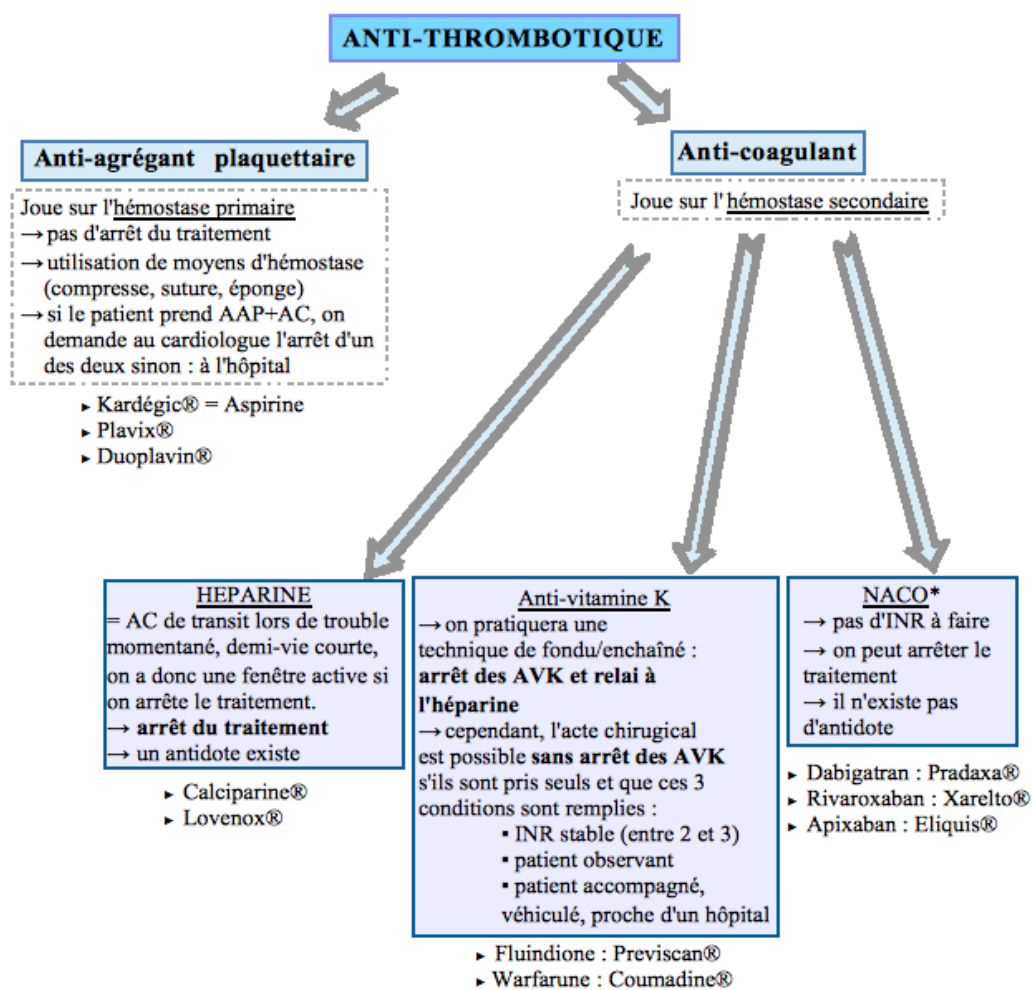 ANTI-THROMBOTIQUE
Anti-agrégant plaquettaire
Joue sur l'hémostase primaire
→ pas d'arrêt du traitement
→ utilisation de moyens d'hémostase
(compresse, suture, éponge)
→ si le patient prend AAP+AC, on
demande au cardiologue l'arrêt d'un
des deux sinon : à l'hôpital
▸ Kardégic® = Aspirine
▸ Plavix®
▸ Duoplavin®
Anti-coagulant
Joue sur l'hémostase secondaire
HEPARINE
= AC de transit lors de trouble
momentané, demi-vie courte,
on a donc une fenêtre active si
on arrête le traitement.
→ arrêt du traitement
→ un antidote existe
▸ Calciparine®
▸ Lovenox®
Anti-vitamine K
→ on pratiquera une
technique de fondu/enchaîné :
arrêt des AVK et relai à
l'héparine
→ cependant, l'acte chirugical
est possible sans arrêt des AVK
s'ils sont pris seuls et que ces 3
conditions sont remplies :
▪ INR stable (entre 2 et 3)
▪ patient observant
▪ patient accompagné,
véhiculé, proche d'un hôpital
▸ Fluindione : Previscan®
▸ Warfarune : Coumadine®
NACO*
→ pas d'INR à faire
→ on peut arrêter le
traitement
→ il n'existe pas
d'antidote
▸ Dabigatran : Pradaxa®
▸ Rivaroxaban : Xarelto®
▸ Apixaban : Eliquis®